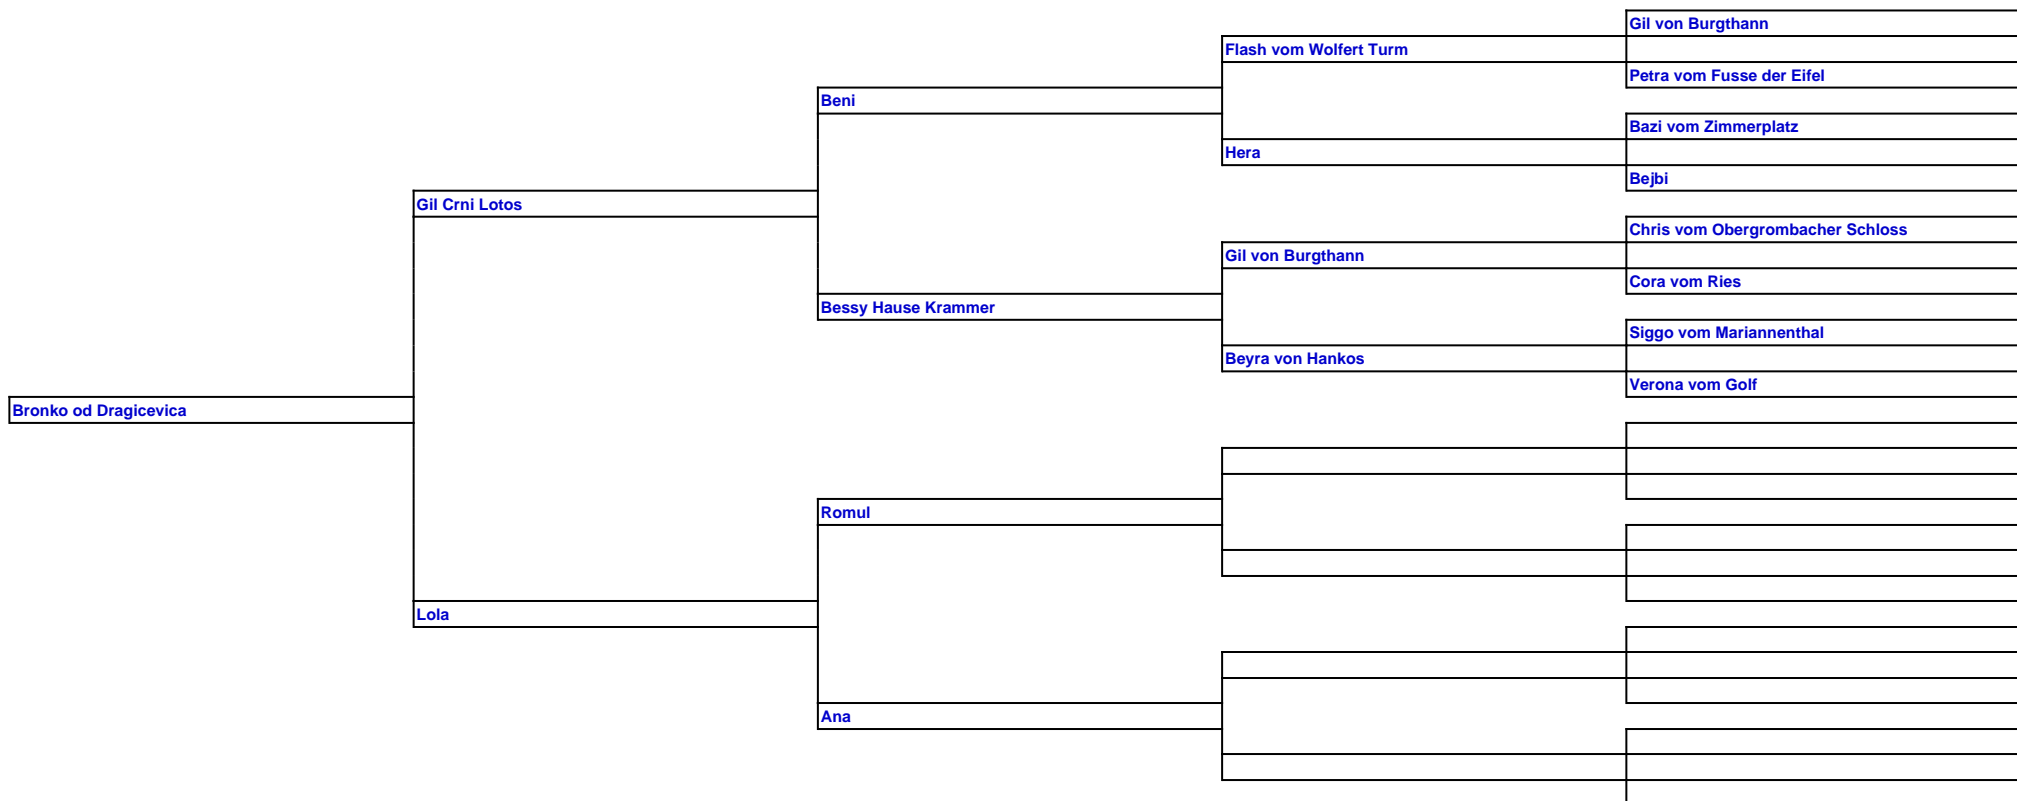 Gil von Burgthann
Flash vom Wolfert Turm
Petra vom Fusse der Eifel
Beni
Bazi vom Zimmerplatz
Hera
Bejbi
Gil Crni Lotos
Chris vom Obergrombacher Schloss
Gil von Burgthann
Cora vom Ries
Bessy Hause Krammer
Siggo vom Mariannenthal
Beyra von Hankos
Verona vom Golf
Bronko od Dragicevica
Romul
Lola
Ana